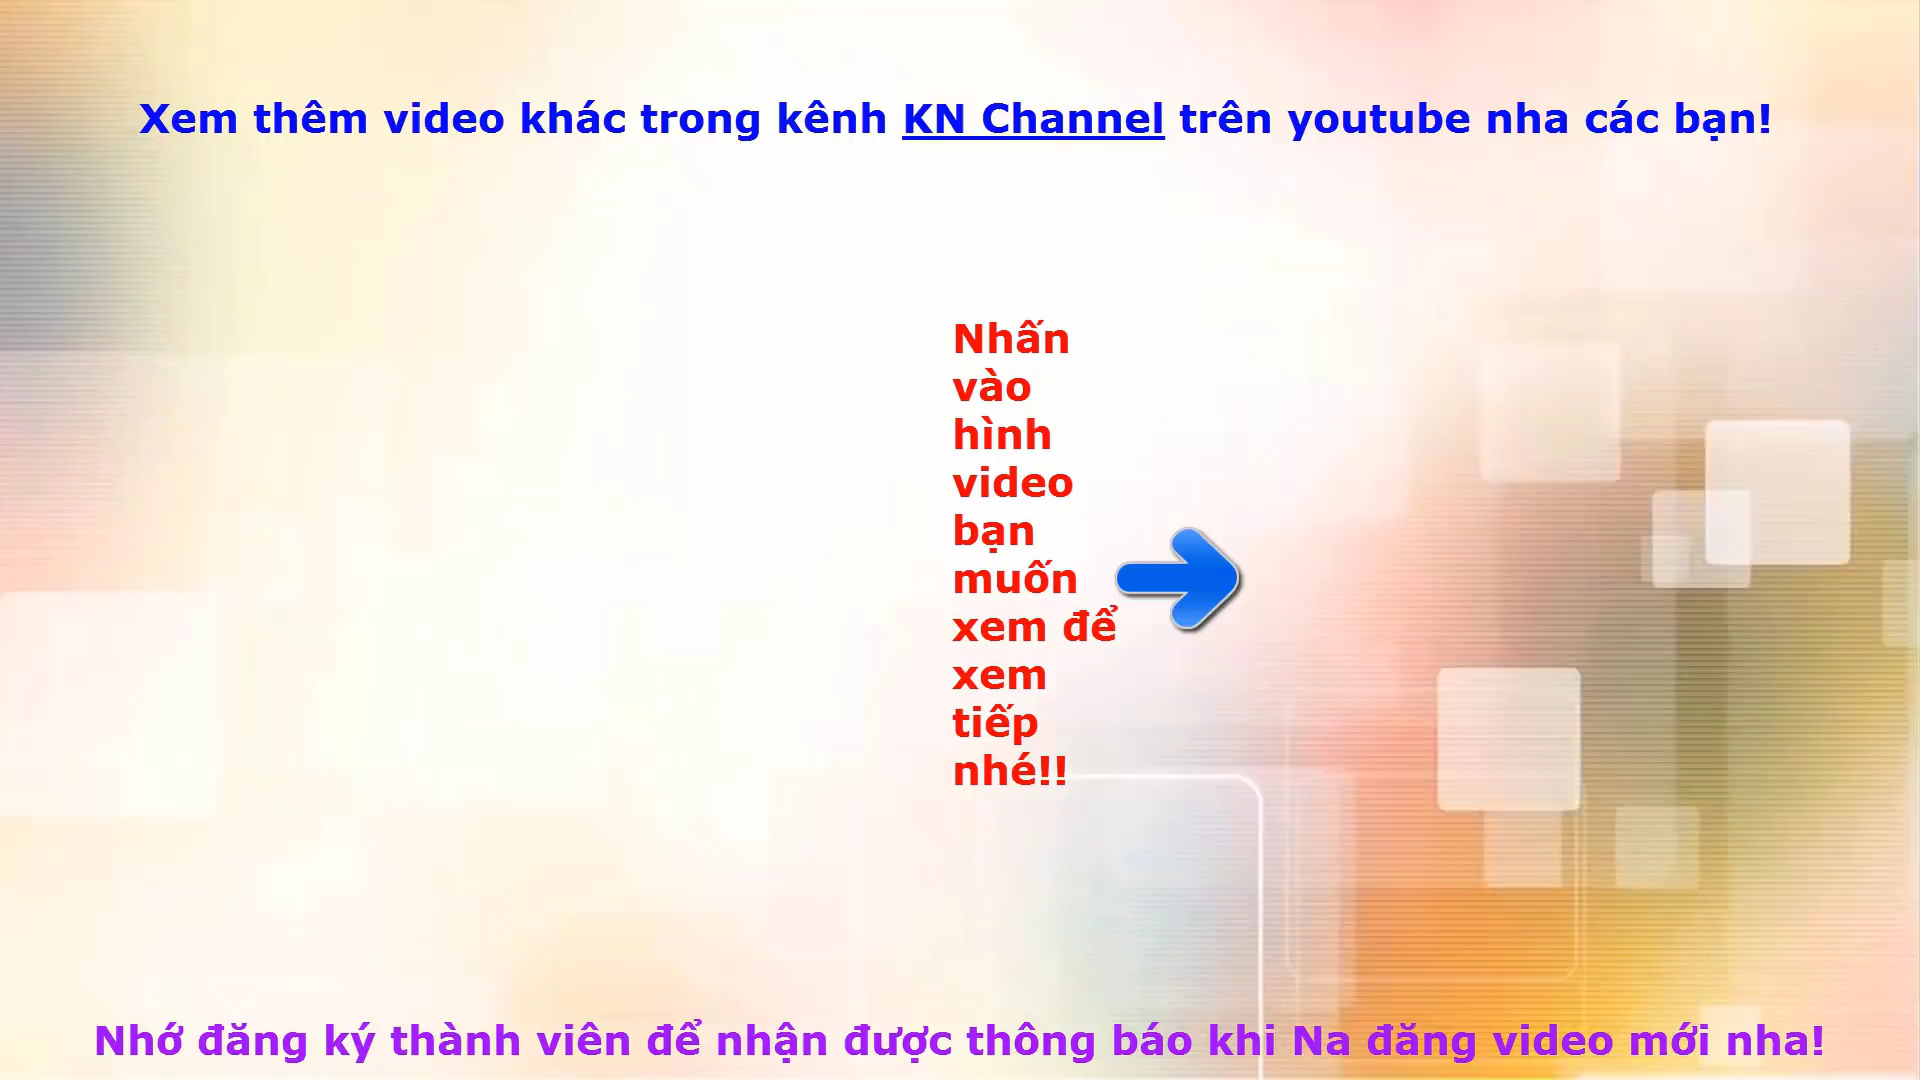 Xem thêm video khác trong kênh KN Channel trên youtube nha các bạn!
Nhấn
vào
hình
video
bạn
muốn
xem để
xem
tiếp
nhé!!
Nhớ đăng ký thành viên để nhận được thông báo khi Na đăng video mới nha!